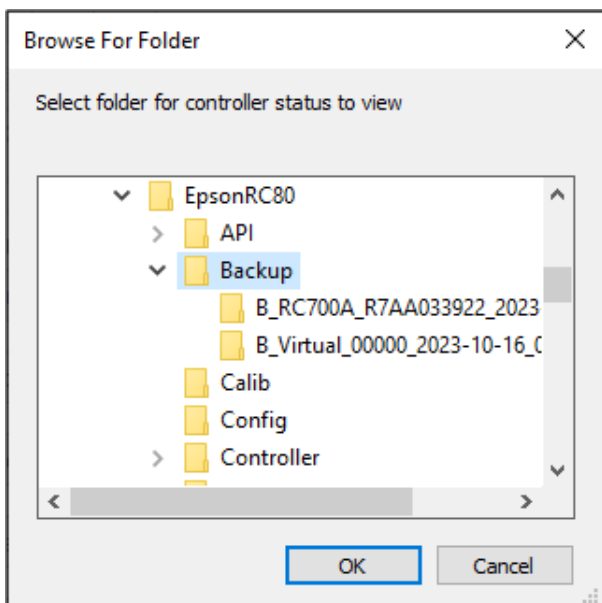 Browse For Folder
Select folder for controller status to view
EpsonRC80
API
Backup
B_RC700A_R7AA033922_2023
B_Virtual_00000_2023-10-16_0
Calib
Config
Controller
OK
Cancel